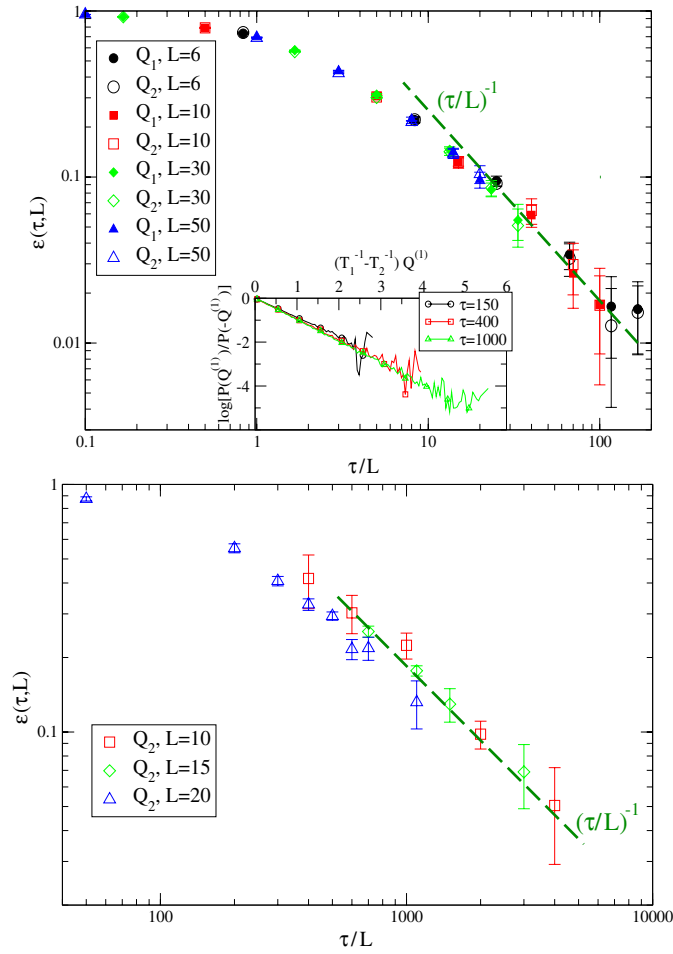 1
0.1
0.01
ε(τ,L)
Q₁, L=6
Q₂, L=6
Q₁, L=10
Q₂, L=10
Q₁, L=30
Q₂, L=30
Q₁, L=50
Q₂, L=50
(τ/L)⁻¹
(T₁⁻¹-T₂⁻¹) Q⁽¹⁾
0 1 2 3 4 5 6
0
-2
-4
log[P(Q⁽¹⁾)/P(-Q⁽¹⁾)]
τ=150
τ=400
τ=1000
0.1 1 10 100
τ/L
1
0.1
ε(τ,L)
Q₂, L=10
Q₂, L=15
Q₂, L=20
(τ/L)⁻¹
100 1000 10000
τ/L